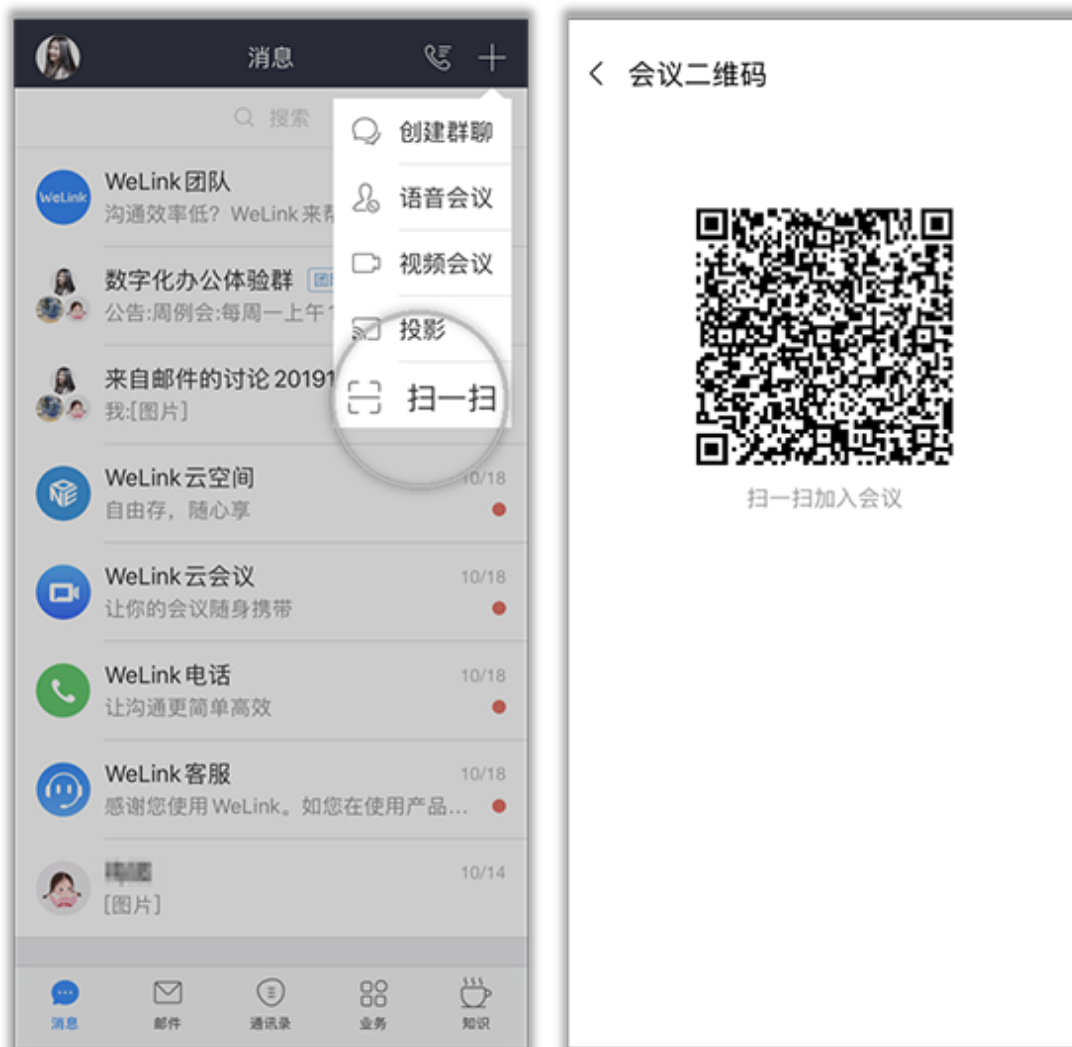 消息
搜索
创建群聊
语音会议
视频会议
投影
扫一扫
WeLink
WeLink团队
沟通效率低？WeLink来
数字化办公体验群
公告:周例会:每周一上午
来自邮件的讨论 20191
我:[图片]
WeLink云空间
10/18
自由存，随心享
WeLink云会议
10/18
让你的会议随身携带
WeLink电话
10/18
让沟通更简单高效
WeLink客服
10/18
感谢您使用 WeLink。如您在使用产品...
10/14
[图片]
消息
邮件
通讯录
业务
知识
会议二维码
扫一扫加入会议